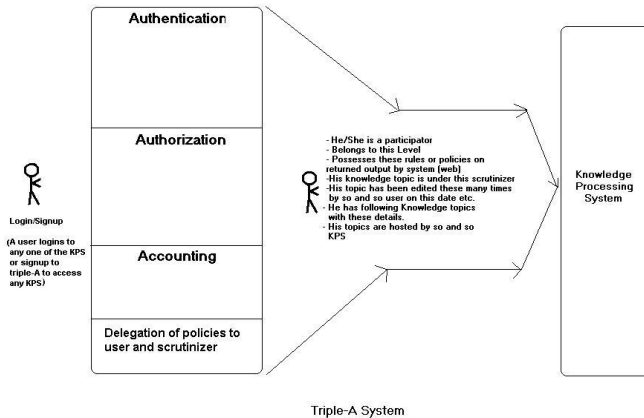 Authentication
Authorization
Accounting
Delegation of policies to
user and scrutinizer
Login/Signup
(A user logins to
any one of the KPS
or signup to
triple-A to access
any KPS)
- He/She is a participator
- Belongs to this Level
- Possesses these rules or policies on
returned output by system (web)
-His knowledge topic is under this scrutinizer
- His topic has been edited these many times
by so and so user on this date etc.
- He has following Knowledge topics
with these details.
- His topics are hosted by so and so
KPS
Knowledge
Processing
System
Triple-A System